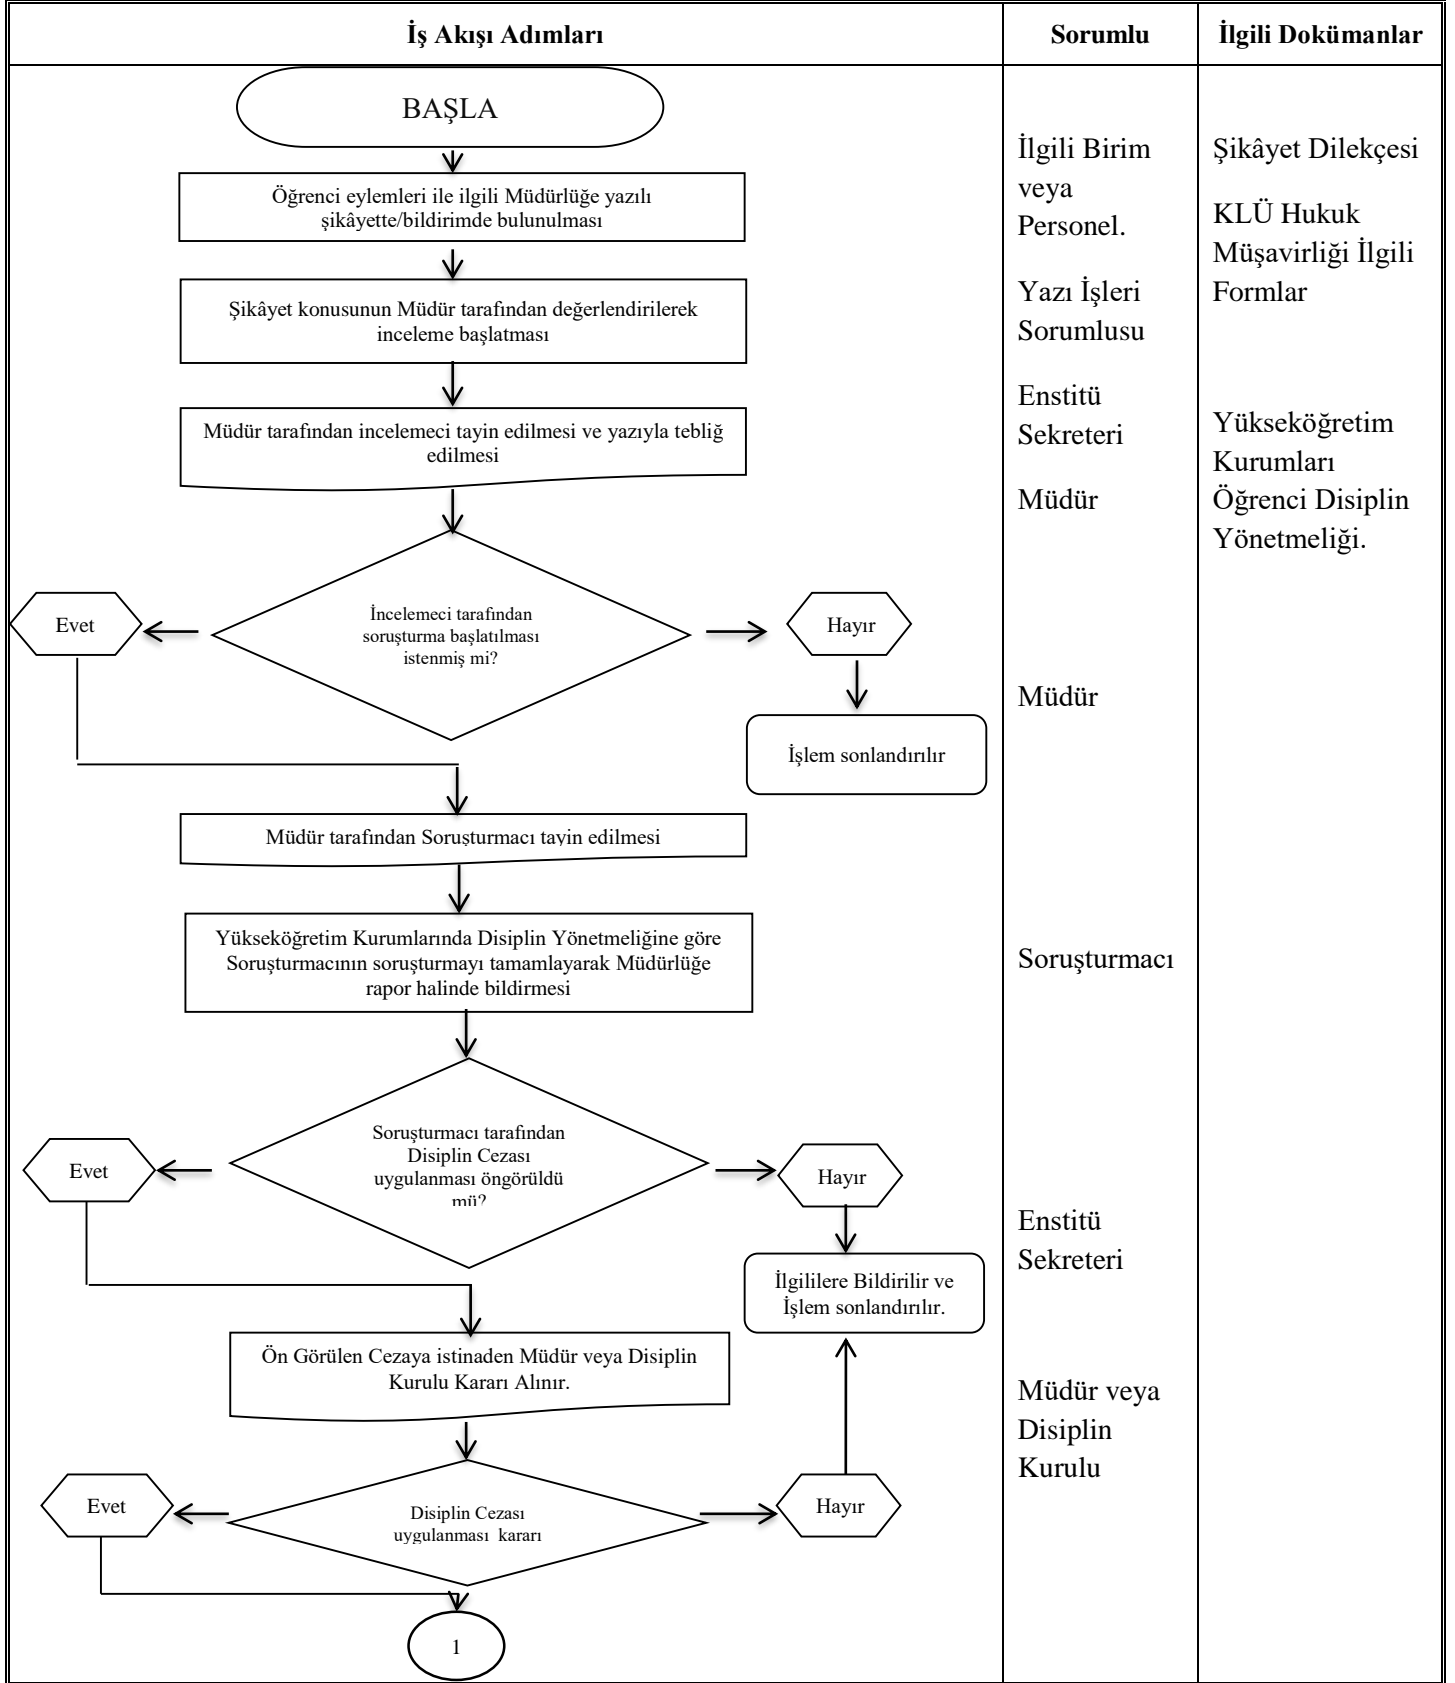 İş Akışı Adımları
Sorumlu
İlgili Dokümanlar
BAŞLA
Öğrenci eylemleri ile ilgili Müdürlüğe yazılı
şikâyette/bildirimde bulunulması
Şikâyet konusunun Müdür tarafından değerlendirilerek
inceleme başlatması
Müdür tarafından incelemeci tayin edilmesi ve yazıyla tebliğ
edilmesi
İncelemeci tarafından
soruşturma başlatılması
istenmiş mi?
Evet
Hayır
İşlem sonlandırılır
Müdür tarafından Soruşturmacı tayin edilmesi
Yükseköğretim Kurumlarında Disiplin Yönetmeliğine göre
Soruşturmacının soruşturmayı tamamlayarak Müdürlüğe
rapor halinde bildirmesi
Soruşturmacı tarafından
Disiplin Cezası
uygulanması öngörüldü
mü?
Evet
Hayır
İlgililere Bildirilir ve
İşlem sonlandırılır.
Ön Görülen Cezaya istinaden Müdür veya Disiplin
Kurulu Kararı Alınır.
Disiplin Cezası
uygulanması kararı
Evet
Hayır
1
İlgili Birim
veya
Personel.
Yazı İşleri
Sorumlusu
Enstitü
Sekreteri
Müdür
Müdür
Soruşturmacı
Enstitü
Sekreteri
Müdür veya
Disiplin
Kurulu
Şikâyet Dilekçesi
KLÜ Hukuk
Müşavirliği İlgili
Formlar
Yükseköğretim
Kurumları
Öğrenci Disiplin
Yönetmeliği.